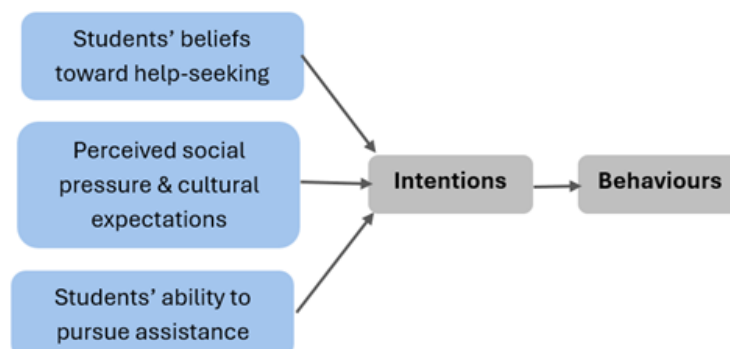 Students' beliefs
toward help-seeking
Perceived social
pressure & cultural
expectations
Intentions
Behaviours
Students' ability to
pursue assistance